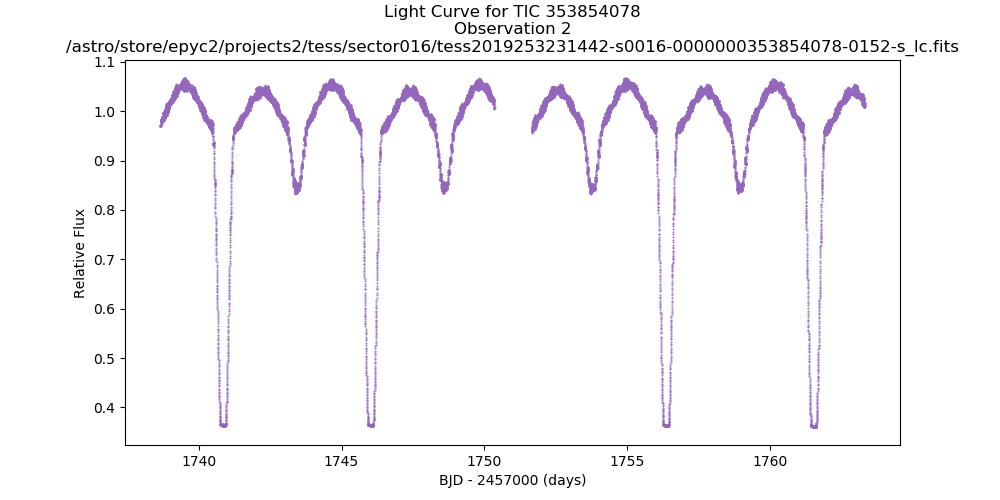 Light Curve for TIC 353854078
Observation 2
/astro/store/epyc2/projects2/tess/sector016/tess2019253231442-s0016-0000000353854078-0152-s_lc.fits
1.1
1.0
0.9
0.8
0.7
0.6
0.5
0.4
Relative Flux
1740
1745
1750
1755
1760
BJD - 2457000 (days)